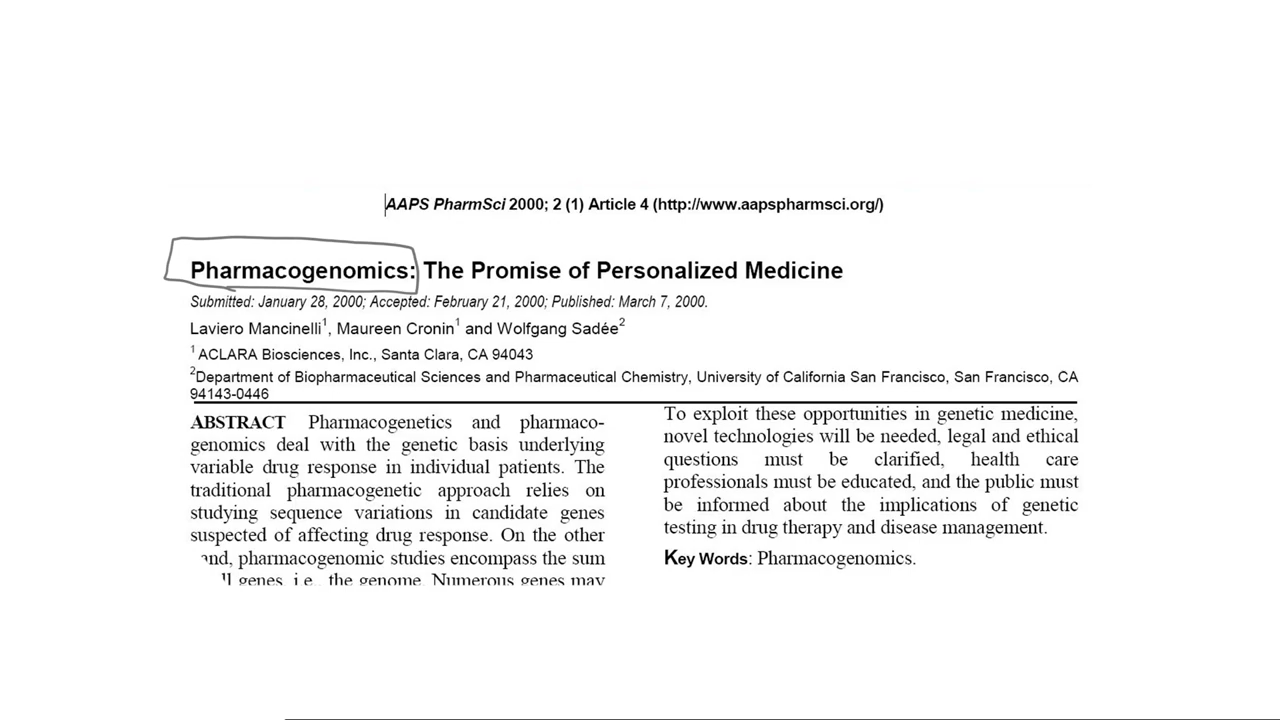 AAPS PharmSci 2000; 2 (1) Article 4 (http://www.aapspharmsci.org/)
Pharmacogenomics: The Promise of Personalized Medicine
Submitted: January 28, 2000; Accepted: February 21, 2000; Published: March 7, 2000.
Laviero Mancinelli1, Maureen Cronin1 and Wolfgang Sadée2
1 ACLARA Biosciences, Inc., Santa Clara, CA 94043
2Department of Biopharmaceutical Sciences and Pharmaceutical Chemistry, University of California San Francisco, San Francisco, CA
94143-0446
ABSTRACT Pharmacogenetics and pharmaco-
genomics deal with the genetic basis underlying
variable drug response in individual patients. The
traditional pharmacogenetic approach relies on
studying sequence variations in candidate genes
suspected of affecting drug response. On the other
pharmacogenomic studies encompass the sum
genes, i.e., the genome. Numerous genes may
To exploit these opportunities in genetic medicine,
novel technologies will be needed, legal and ethical
questions must be clarified, health care
professionals must be educated, and the public must
be informed about the implications of genetic
testing in drug therapy and disease management.
Key Words: Pharmacogenomics.